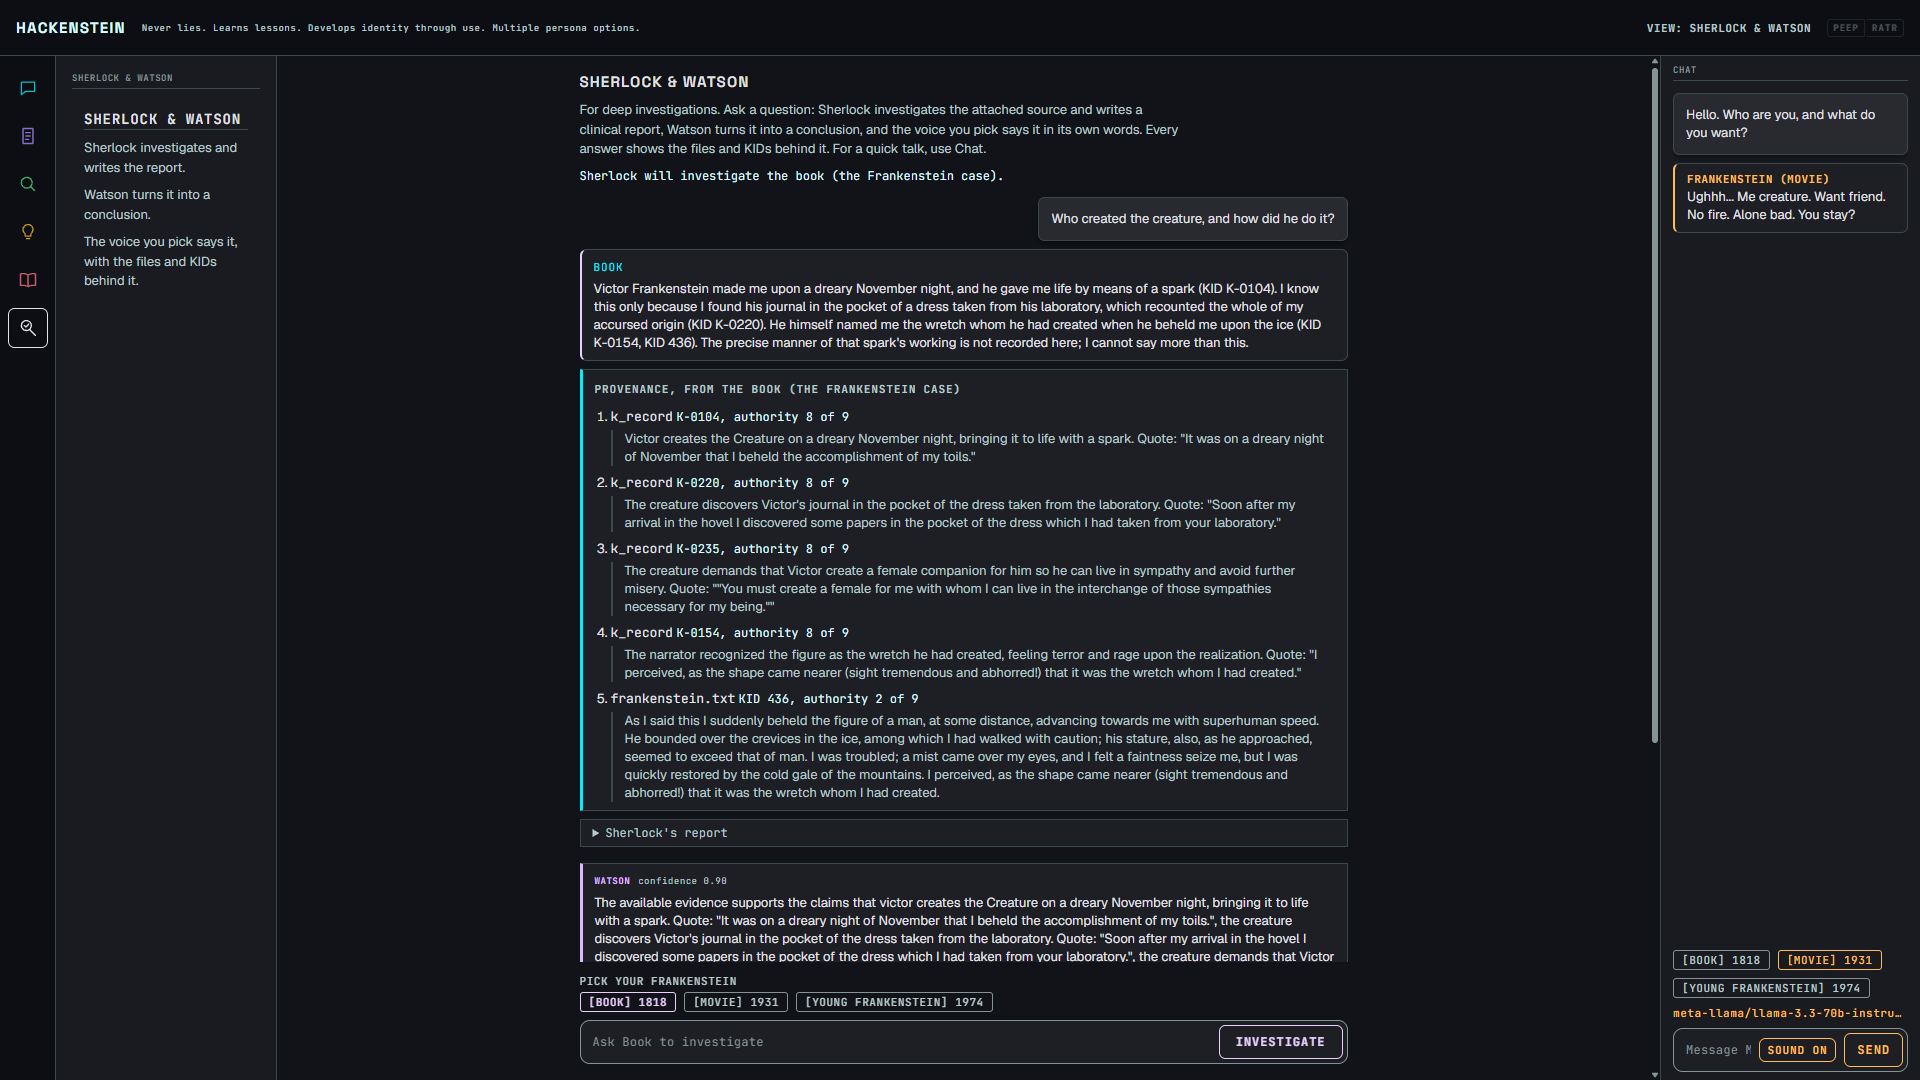 HACKENSTEIN
Never lies. Learns lessons. Develops identity through use. Multiple persona options.
VIEW: SHERLOCK & WATSON
PEEP
RATR
SHERLOCK & WATSON
SHERLOCK & WATSON
Sherlock investigates and
writes the report.
Watson turns it into a
conclusion.
The voice you pick says it,
with the files and KIDs
behind it.
SHERLOCK & WATSON
For deep investigations. Ask a question: Sherlock investigates the attached source and writes a
clinical report, Watson turns it into a conclusion, and the voice you pick says it in its own words. Every
answer shows the files and KIDs behind it. For a quick talk, use Chat.
Sherlock will investigate the book (the Frankenstein case).
Who created the creature, and how did he do it?
BOOK
Victor Frankenstein made me upon a dreary November night, and he gave me life by means of a spark (KID K-0104). I know
this only because I found his journal in the pocket of a dress taken from his laboratory, which recounted the whole of my
accursed origin (KID K-0220). He himself named me the wretch whom he had created when he beheld me upon the ice (KID
K-0154, KID 436). The precise manner of that spark's working is not recorded here; I cannot say more than this.
PROVENANCE, FROM THE BOOK (THE FRANKENSTEIN CASE)
1. k_record K-0104, authority 8 of 9
Victor creates the Creature on a dreary November night, bringing it to life with a spark. Quote: "It was on a dreary night
of November that I beheld the accomplishment of my toils."
2. k_record K-0220, authority 8 of 9
The creature discovers Victor's journal in the pocket of the dress taken from the laboratory. Quote: "Soon after my
arrival in the hovel I discovered some papers in the pocket of the dress which I had taken from your laboratory."
3. k_record K-0235, authority 8 of 9
The creature demands that Victor create a female companion for him so he can live in sympathy and avoid further
misery. Quote: ""You must create a female for me with whom I can live in the interchange of those sympathies
necessary for my being.""
4. k_record K-0154, authority 8 of 9
The narrator recognized the figure as the wretch he had created, feeling terror and rage upon the realization. Quote: "I
perceived, as the shape came nearer (sight tremendous and abhorred!) that it was the wretch whom I had created."
5. frankenstein.txt KID 436, authority 2 of 9
As I said this I suddenly beheld the figure of a man, at some distance, advancing towards me with superhuman speed.
He bounded over the crevices in the ice, among which I had walked with caution; his stature, also, as he approached,
seemed to exceed that of man. I was troubled; a mist came over my eyes, and I felt a faintness seize me, but I was
quickly restored by the cold gale of the mountains. I perceived, as the shape came nearer (sight tremendous and
abhorred!) that it was the wretch whom I had created.
▶ Sherlock's report
WATSON confidence 0.90
The available evidence supports the claims that victor creates the Creature on a dreary November night, bringing it to life
with a spark. Quote: "It was on a dreary night of November that I beheld the accomplishment of my toils.", the creature
discovers Victor's journal in the pocket of the dress taken from the laboratory. Quote: "Soon after my arrival in the hovel I
discovered some papers in the pocket of the dress which I had taken from your laboratory.", the creature demands that Victor
PICK YOUR FRANKENSTEIN
[BOOK] 1818
[MOVIE] 1931
[YOUNG FRANKENSTEIN] 1974
Ask Book to investigate
INVESTIGATE
CHAT
Hello. Who are you, and what do
you want?
FRANKENSTEIN (MOVIE)
Ughhh... Me creature. Want friend.
No fire. Alone bad. You stay?
[BOOK] 1818
[MOVIE] 1931
[YOUNG FRANKENSTEIN] 1974
meta-llama/llama-3.3-70b-instru…
Message M
SOUND ON
SEND